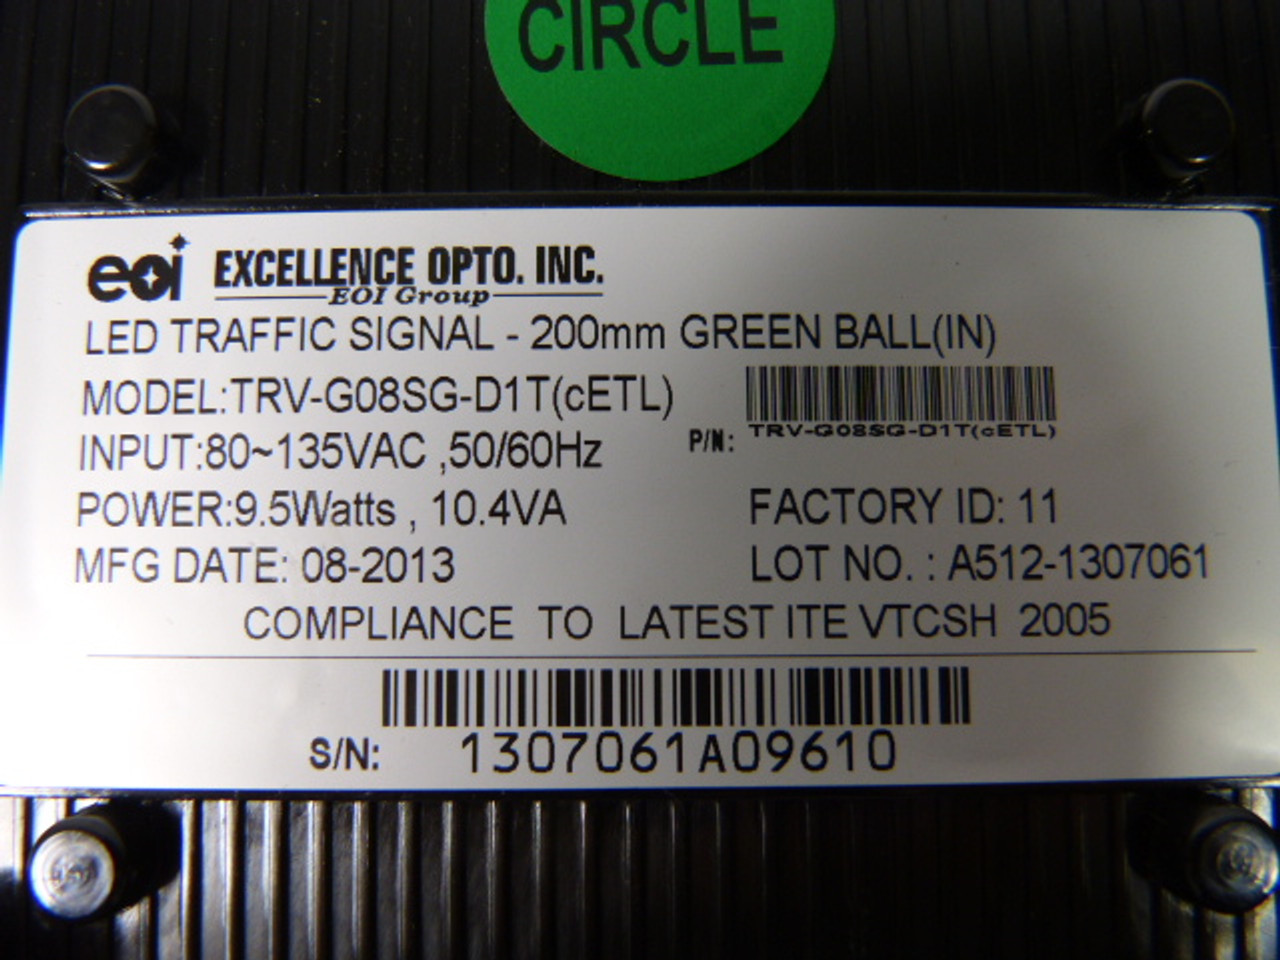 CIRCLE
eoi EXCELLENCE OPTO. INC.
EOI Group
LED TRAFFIC SIGNAL - 200mm GREEN BALL(IN)
MODEL:TRV-G08SG-D1T(cETL)
INPUT:80~135VAC ,50/60Hz
P/N: TRV-G08SG-D1T(cETL)
POWER:9.5Watts , 10.4VA
FACTORY ID: 11
MFG DATE: 08-2013
LOT NO. : A512-1307061
COMPLIANCE TO LATEST ITE VTCSH 2005
S/N: 1307061A09610